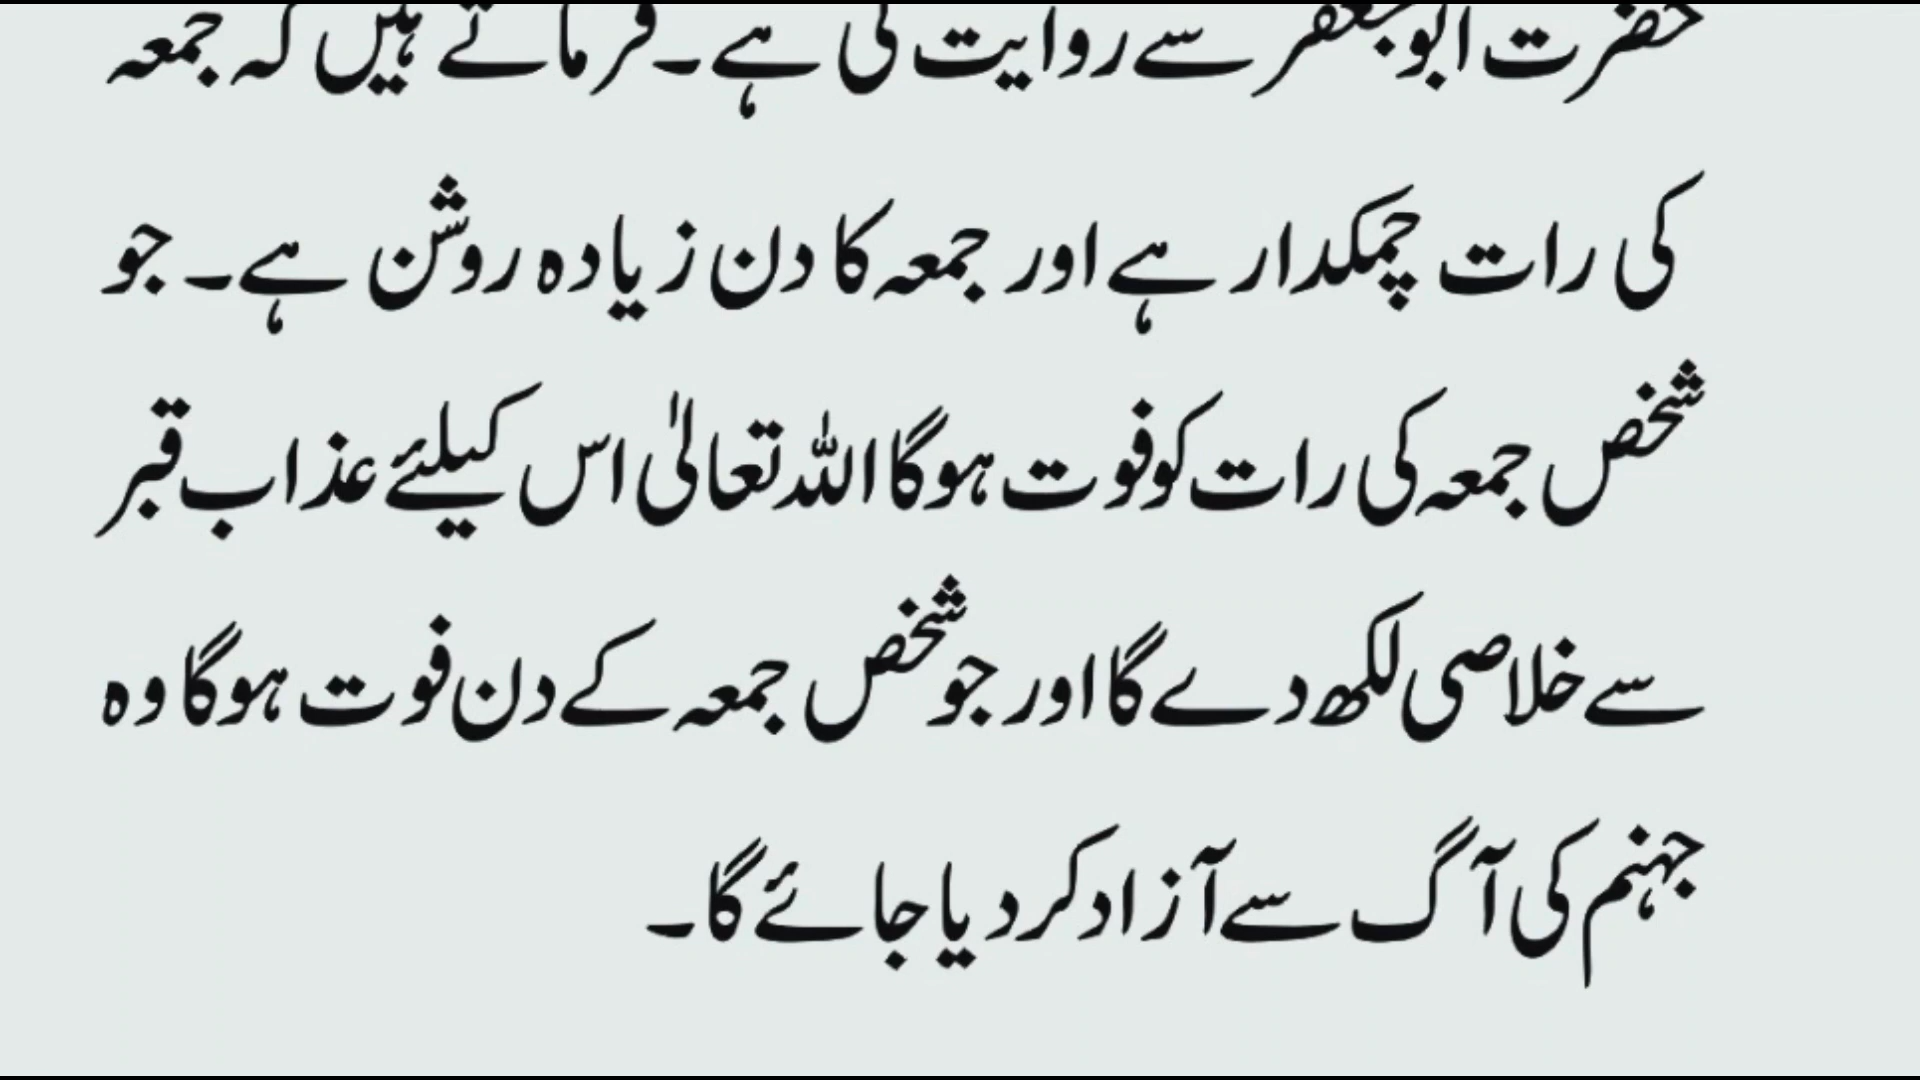 حضرت ابوجعفر سے روایت کی ہے۔ فرماتے ہیں کہ جمعہ
کی رات چمکدار ہے اور جمعہ کا دن زیادہ روشن ہے۔ جو
شخص جمعہ کی رات کو فوت ہوگا اللہ تعالیٰ اس کیلئے عذاب قبر
سے خلاصی لکھ دے گا اور جو شخص جمعہ کے دن فوت ہوگا وہ
جہنم کی آگ سے آزاد کر دیا جائے گا۔